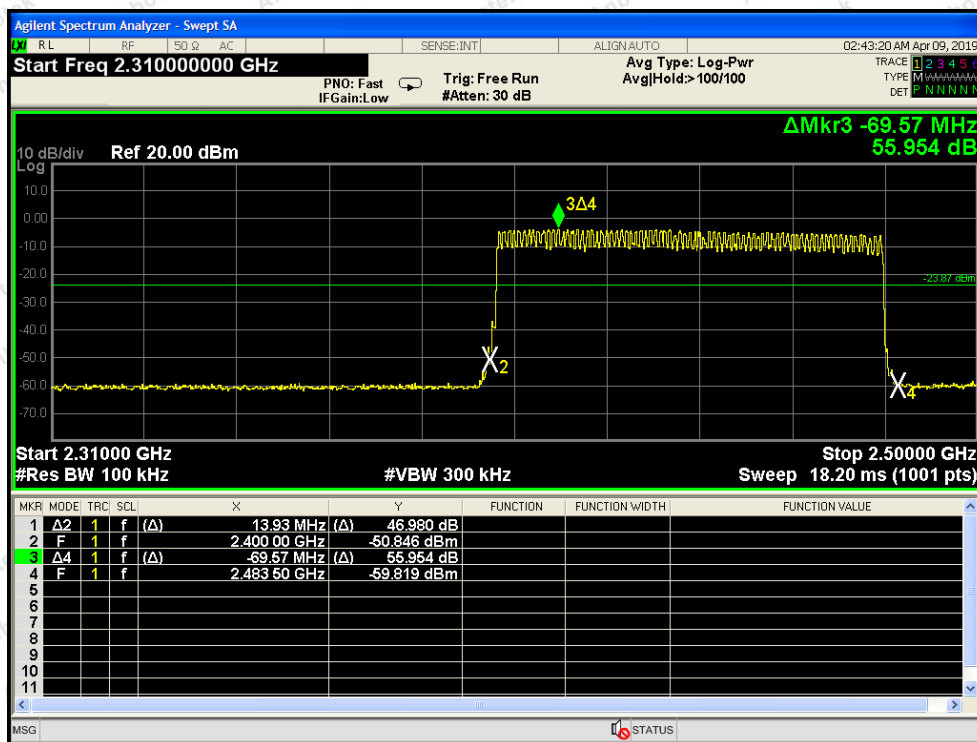 Agilent Spectrum Analyzer - Swept SA
LXI RL RF 50 Ω AC SENSE:INT ALIGN AUTO 02:43:20 AM Apr 09, 2019
Start Freq 2.310000000 GHz
PNO: Fast Trig: Free Run Avg Type: Log-Pwr TRACE 1 2 3 4 5 6
IFGain:Low #Atten: 30 dB Avg|Hold:>100/100 TYPE M
DET P N N N N N
ΔMkr3 -69.57 MHz
10 dB/div Ref 20.00 dBm 55.954 dB
Log
10.0
3Δ4
0.00
-10.0
-20.0
-23.87 dBm
-30.0
-40.0
-50.0
2
-60.0
4
-70.0
Start 2.31000 GHz Stop 2.50000 GHz
#Res BW 100 kHz #VBW 300 kHz Sweep 18.20 ms (1001 pts)
MKR MODE TRC SCL X Y FUNCTION FUNCTION WIDTH FUNCTION VALUE
1 Δ2 1 f (Δ) 13.93 MHz (Δ) 46.980 dB
2 F 1 f 2.400 00 GHz -50.846 dBm
3 Δ4 1 f (Δ) -69.57 MHz (Δ) 55.954 dB
4 F 1 f 2.483 50 GHz -59.819 dBm
5
6
7
8
9
10
11
MSG STATUS